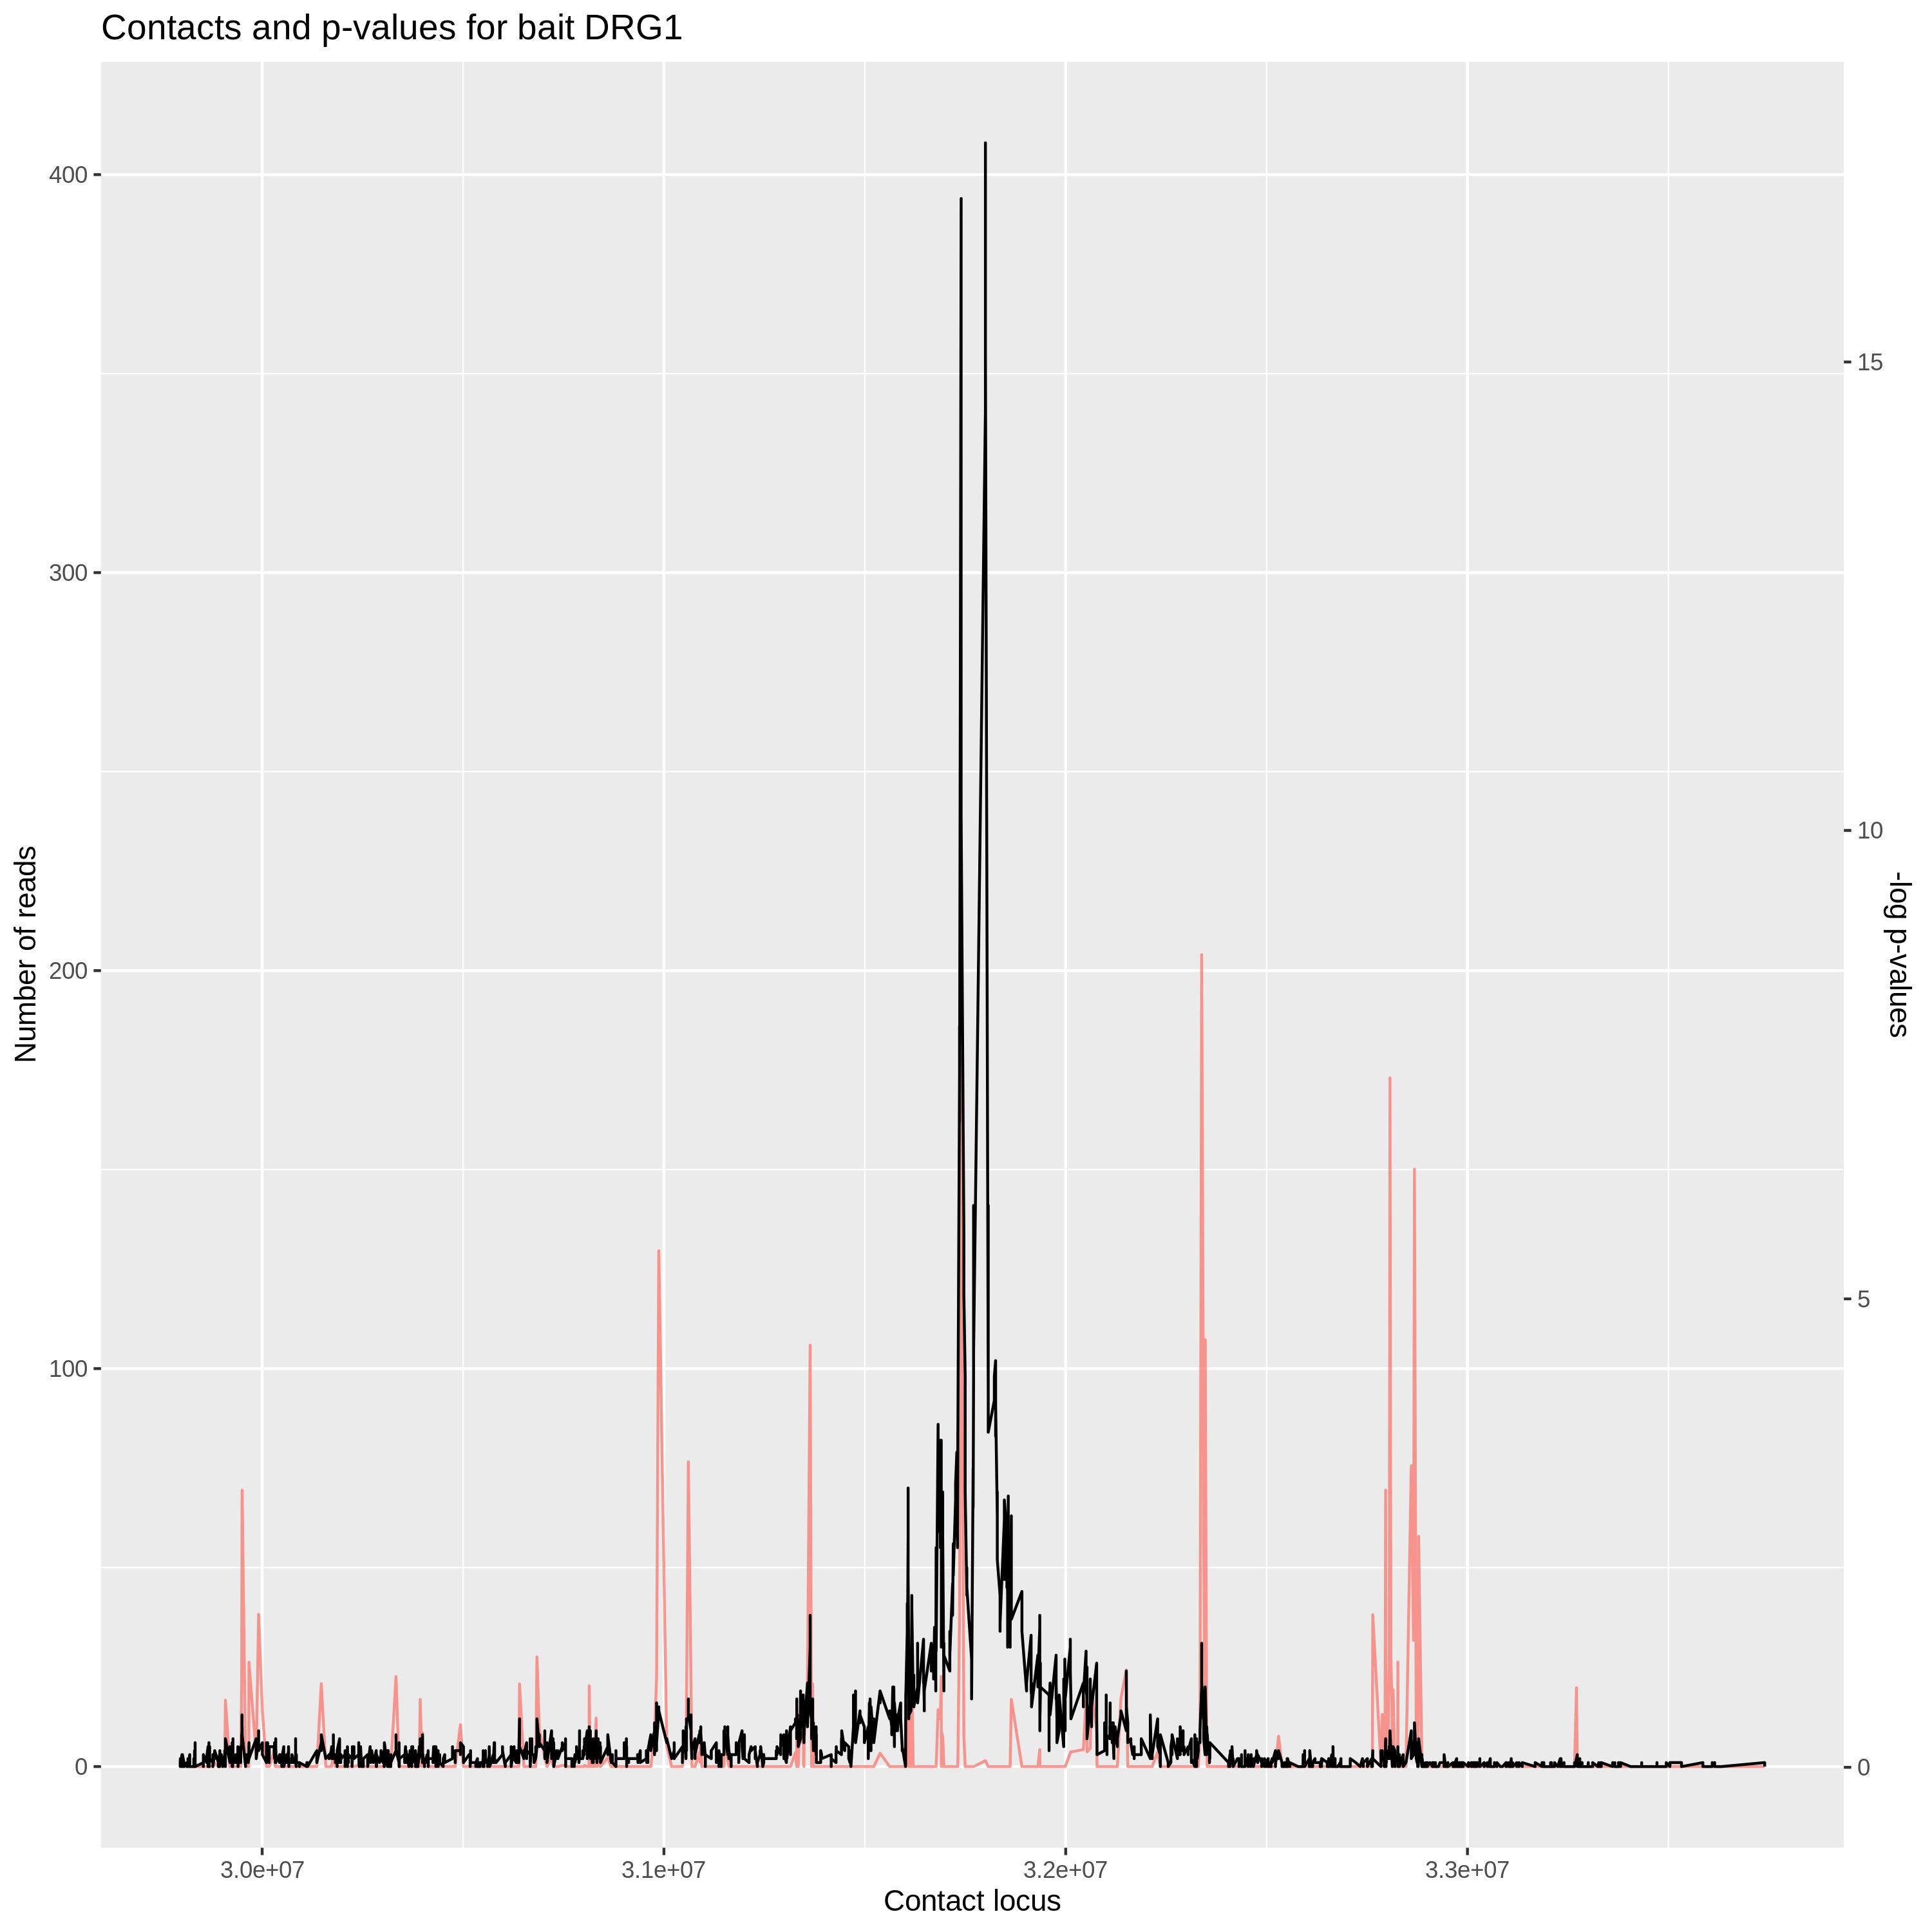 Contacts and p-values for bait DRG1
400
300
200
100
0
Number of reads
15
10
5
0
-log p-values
3.0e+07
3.1e+07
3.2e+07
3.3e+07
Contact locus